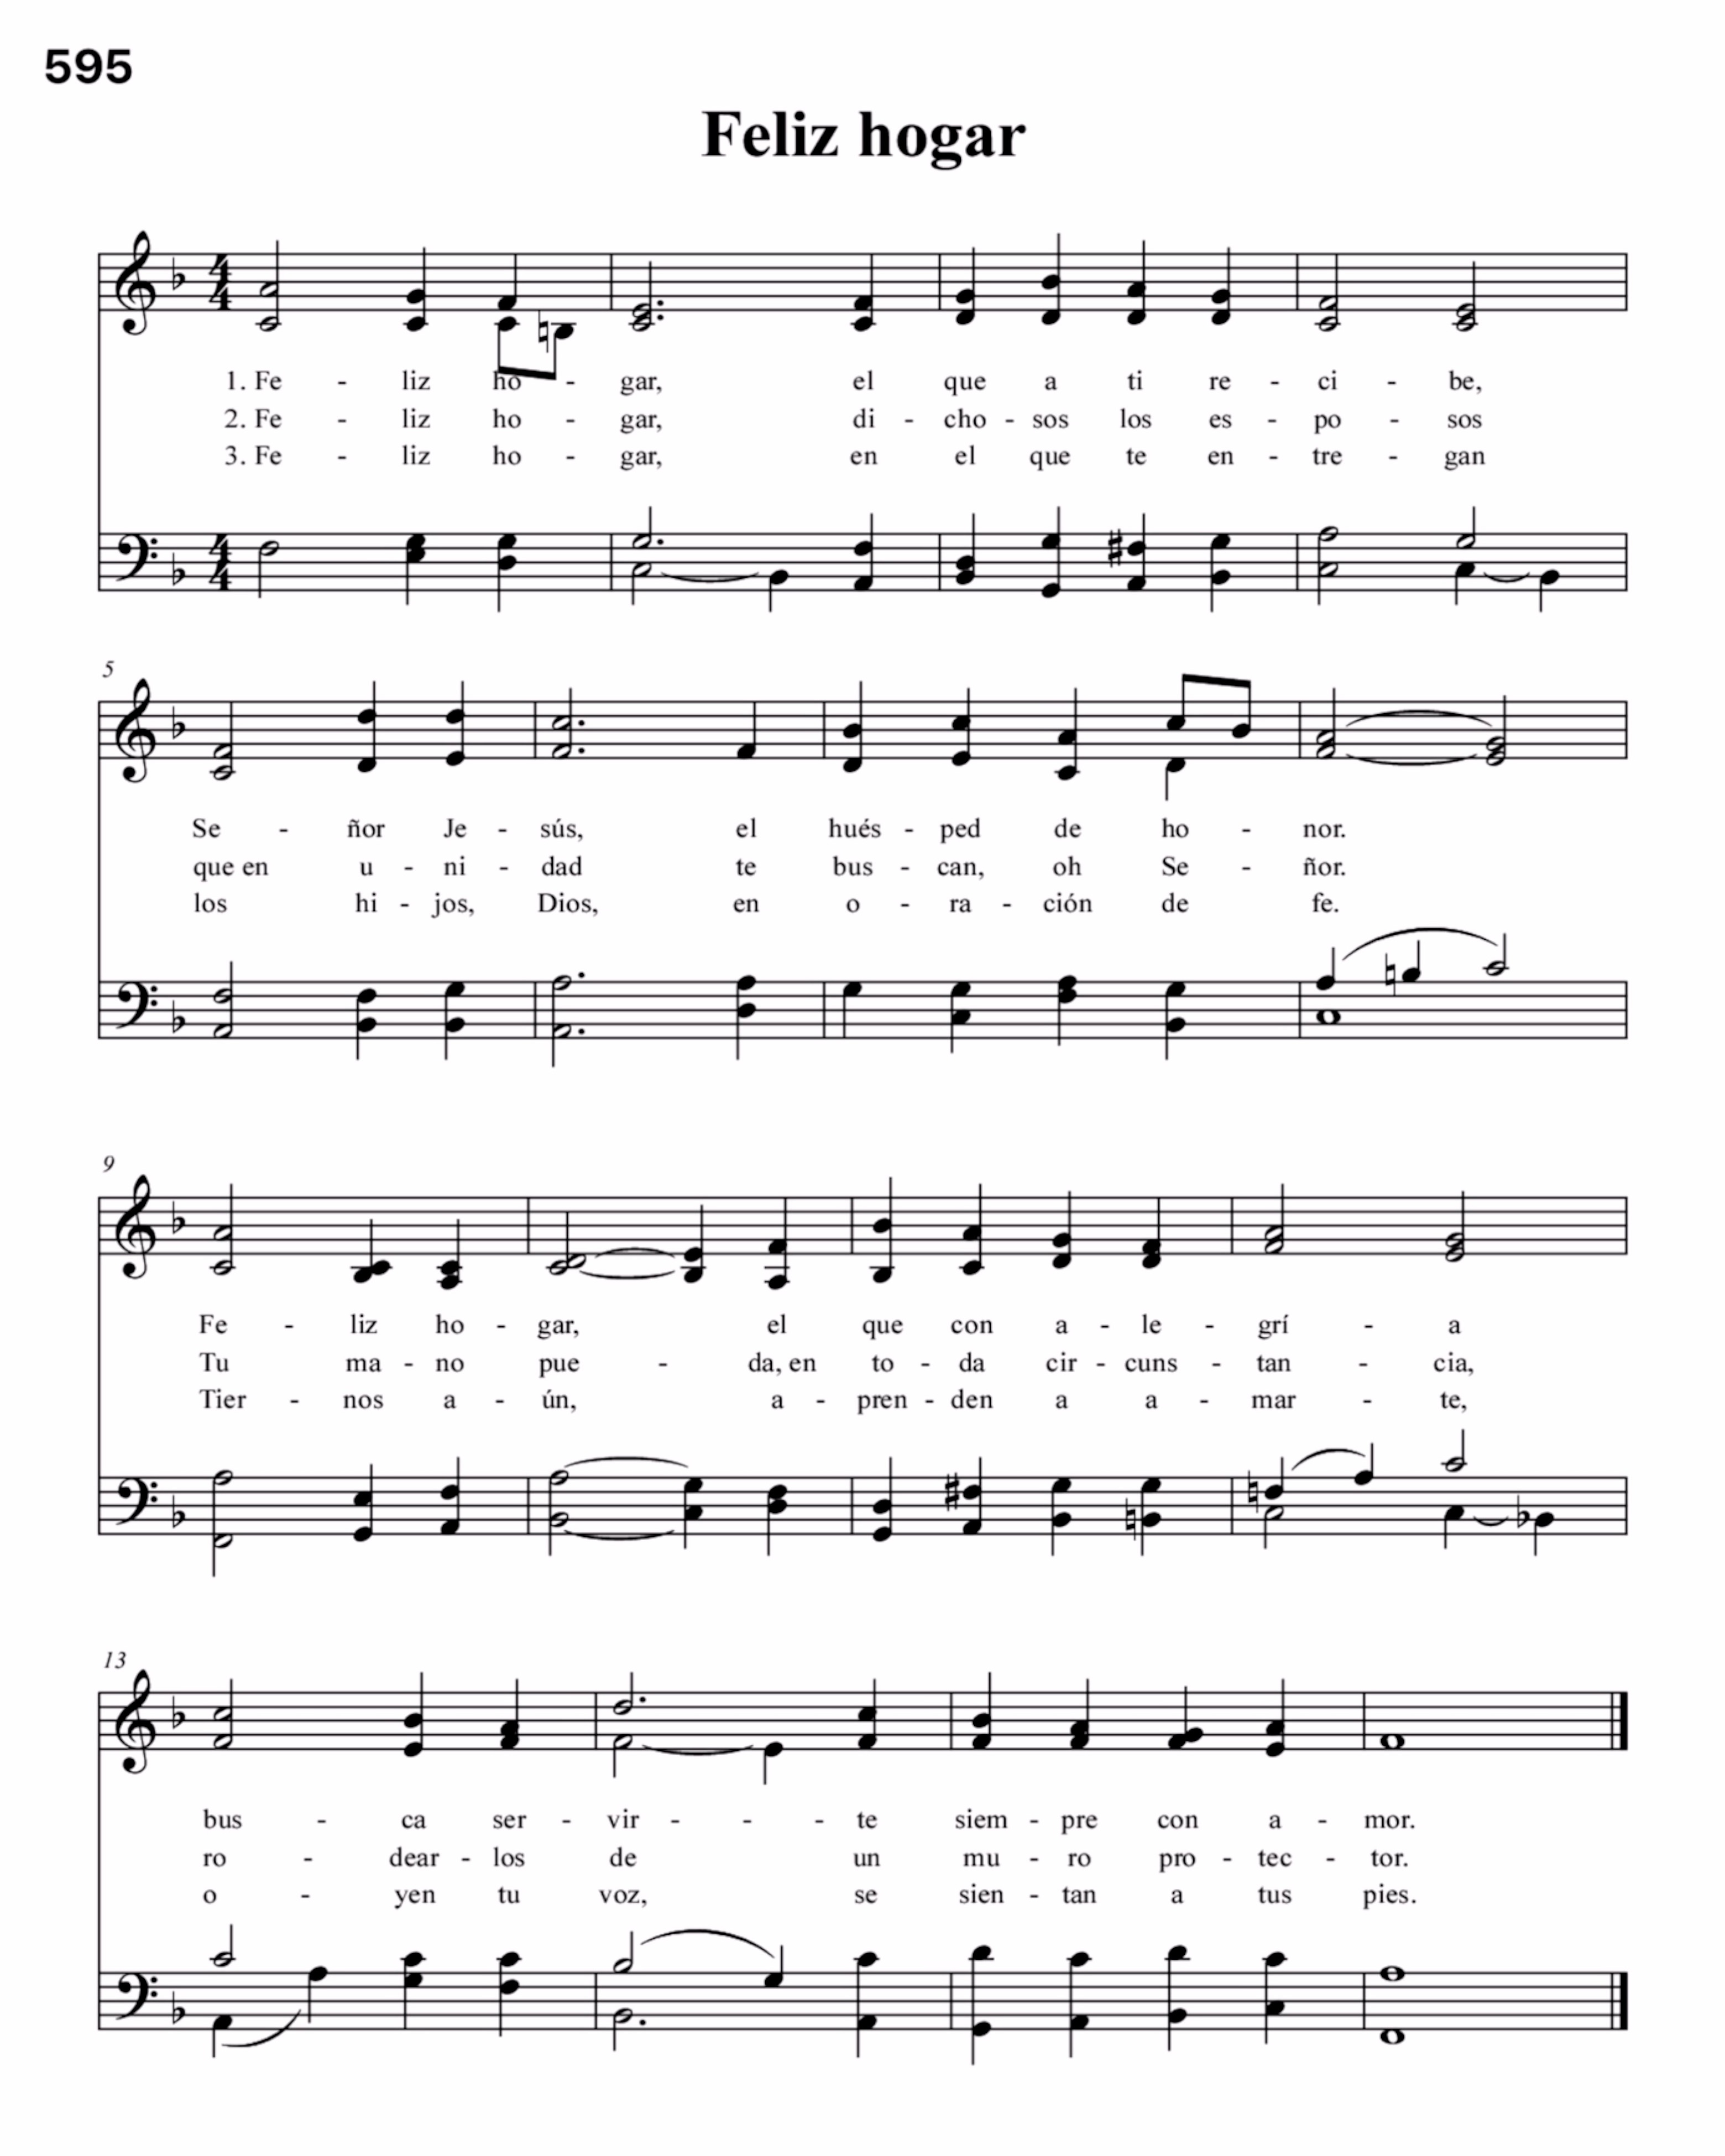 595
Feliz hogar
1. Fe - liz ho - gar, el que a ti re - ci - be,
2. Fe - liz ho - gar, di - cho - sos los es - po - sos
3. Fe - liz ho - gar, en el que te en - tre - gan
5
Se - ñor Je - sús, el hués - ped de ho - nor.
que en u - ni - dad te bus - can, oh Se - ñor.
los hi - jos, Dios, en o - ra - ción de fe.
9
Fe - liz ho - gar, el que con a - le - grí - a
Tu ma - no pue - da, en to - da cir - cuns - tan - cia,
Tier - nos a - ún, a - pren - den a a - mar - te,
13
bus - ca ser - vir - - - te siem - pre con a - mor.
ro - dear - los de un mu - ro pro - tec - tor.
o - yen tu voz, se sien - tan a tus pies.